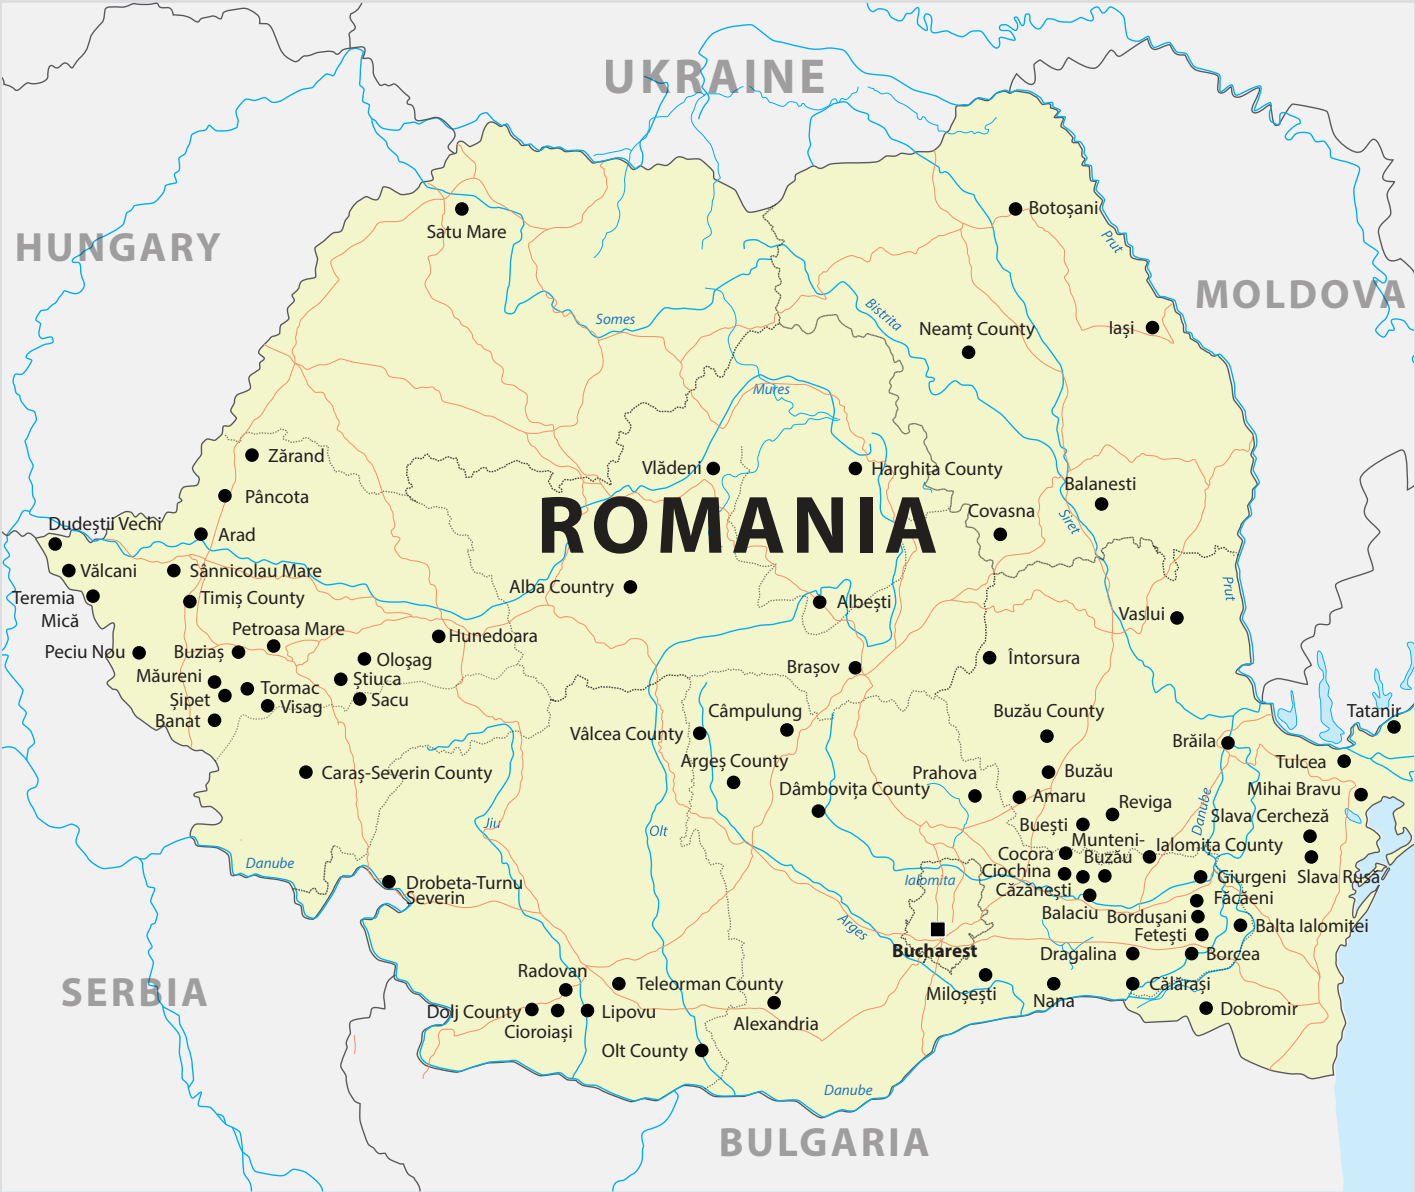 UKRAINE
HUNGARY
MOLDOVA
Satu Mare
Botoșani
Prut
Somes
Bistrita
Neamț County
Iași
Mures
Zărand
Vlădeni
Harghița County
Pâncota
Balanesti
ROMANIA
Covasna
Siret
Dudeștii Vechi
Arad
Vălcani
Sânnicolau Mare
Alba Country
Prut
Teremia
Mică
Timiș County
Albești
Vaslui
Petroasa Mare
Hunedoara
Peciu Nou
Buziaș
Oloșag
Brașov
Întorsura
Măureni
Știuca
Șipet
Tormac
Sacu
Visag
Banat
Câmpulung
Buzău County
Tatanir
Vâlcea County
Brăila
Argeș County
Tulcea
Caraș-Severin County
Prahova
Buzău
Dâmbovița County
Mihai Bravu
Amaru
Reviga
Danube
Slava Cercheză
Jiu
Olt
Buești
Munteni-
Buzău
Ialomița County
Cocora
Danube
Ciochina
Giurgeni
Slava Rusă
Ialomita
Drobeta-Turnu
Severin
Căzănești
Făcăeni
Balaciu
Bordușani
Arges
Balta Ialomiței
Fetești
Bucharest
Dragalina
Borcea
Radovan
Teleorman County
Călărași
SERBIA
Miloșești
Nana
Dolj County
Lipovu
Dobromir
Cioroiași
Alexandria
Olt County
Danube
BULGARIA